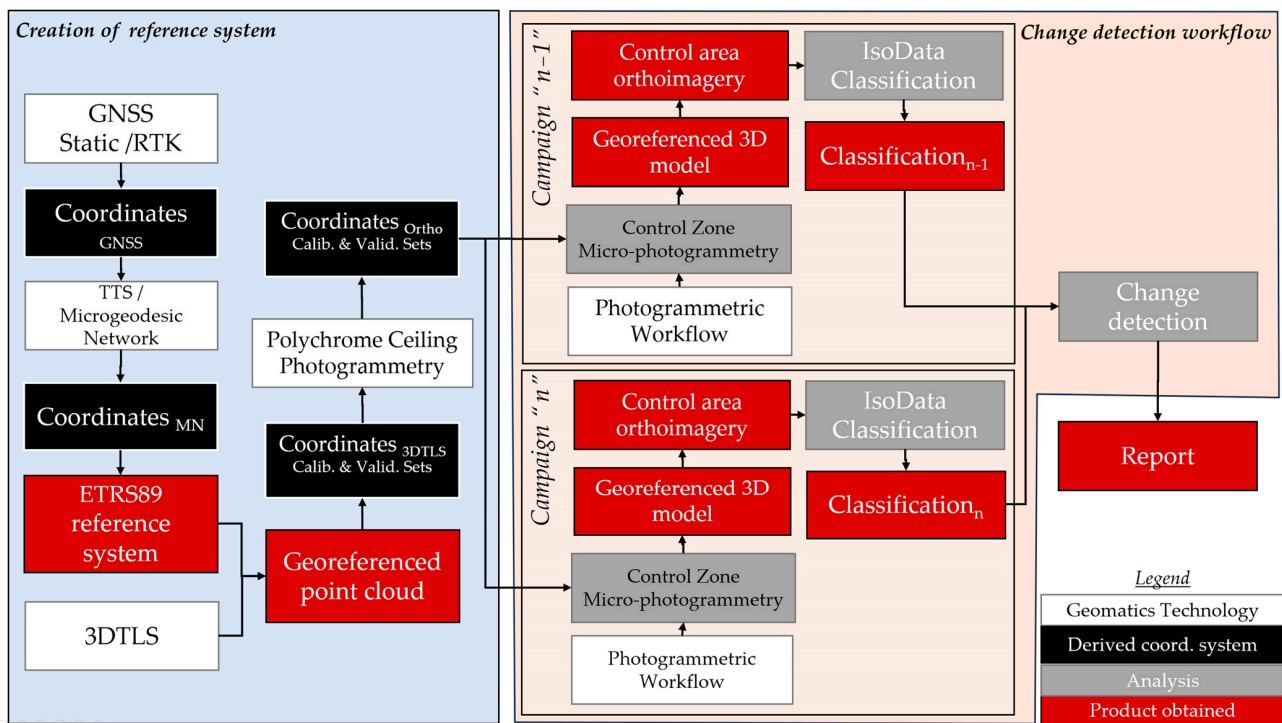 Creation of reference system
GNSS
Static /RTK
Coordinates
GNSS
TTS /
Microgeodesic
Network
Coordinates MN
ETRS89
reference
system
3DTLS
Coordinates Ortho
Calib. & Valid. Sets
Polychrome Ceiling
Photogrammetry
Coordinates 3DTLS
Calib. & Valid. Sets
Georeferenced
point cloud
Change detection workflow
Campaign "n-1"
Control area
orthoimagery
IsoData
Classification
Georeferenced 3D
model
Classificationn-1
Control Zone
Micro-photogrammetry
Photogrammetric
Workflow
Campaign "n"
Control area
orthoimagery
IsoData
Classification
Georeferenced 3D
model
Classificationn
Control Zone
Micro-photogrammetry
Photogrammetric
Workflow
Change
detection
Report
Legend
Geomatics Technology
Derived coord. system
Analysis
Product obtained